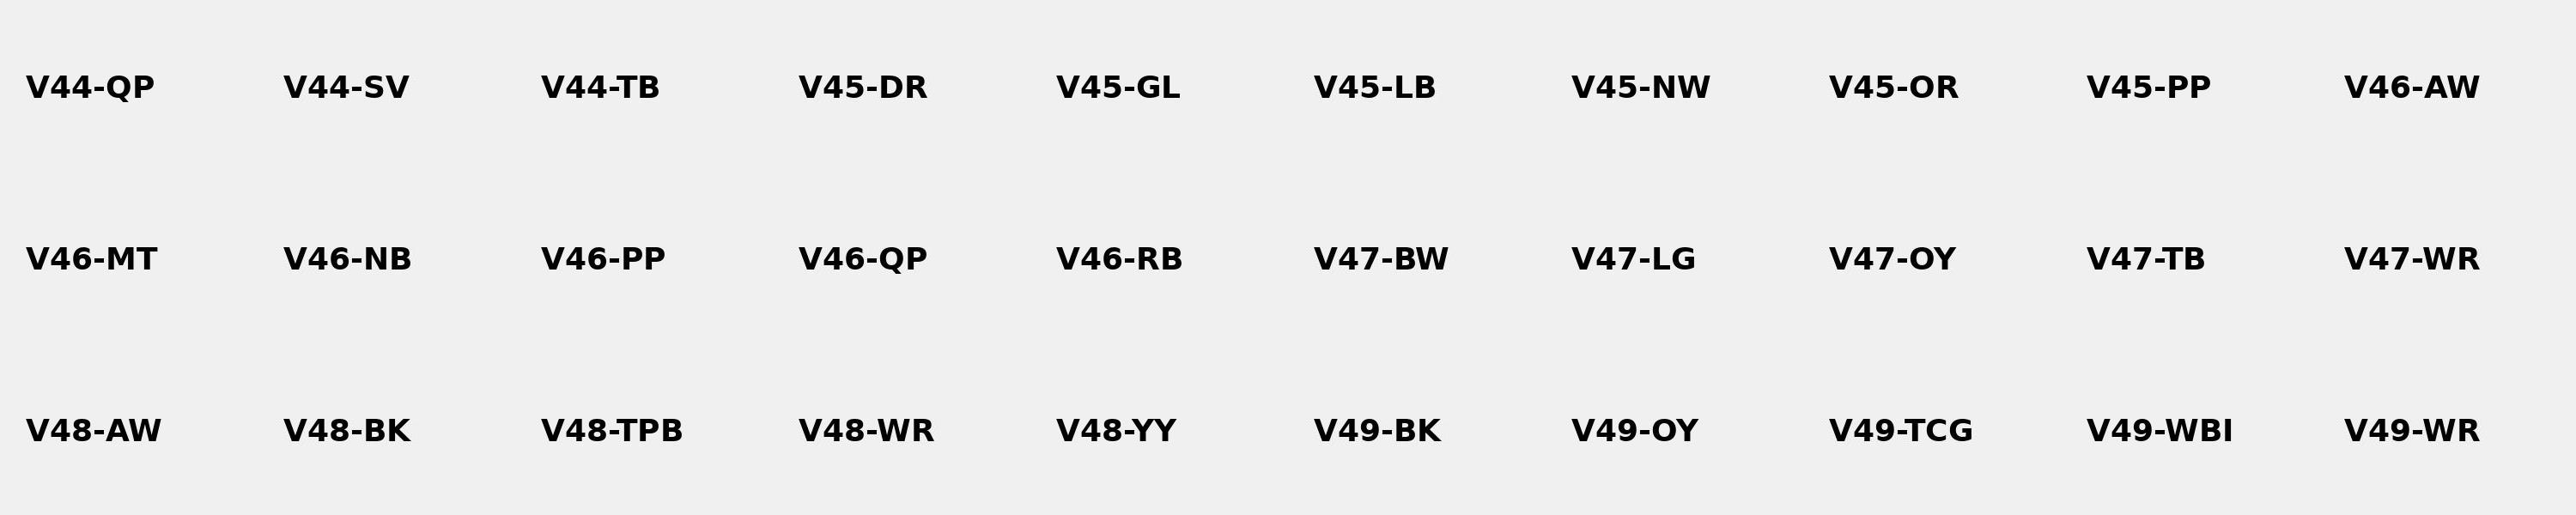 V44-QP V44-SV V44-TB V45-DR V45-GL V45-LB V45-NW V45-OR V45-PP V46-AW
V46-MT V46-NB V46-PP V46-QP V46-RB V47-BW V47-LG V47-OY V47-TB V47-WR
V48-AW V48-BK V48-TPB V48-WR V48-YY V49-BK V49-OY V49-TCG V49-WBI V49-WR